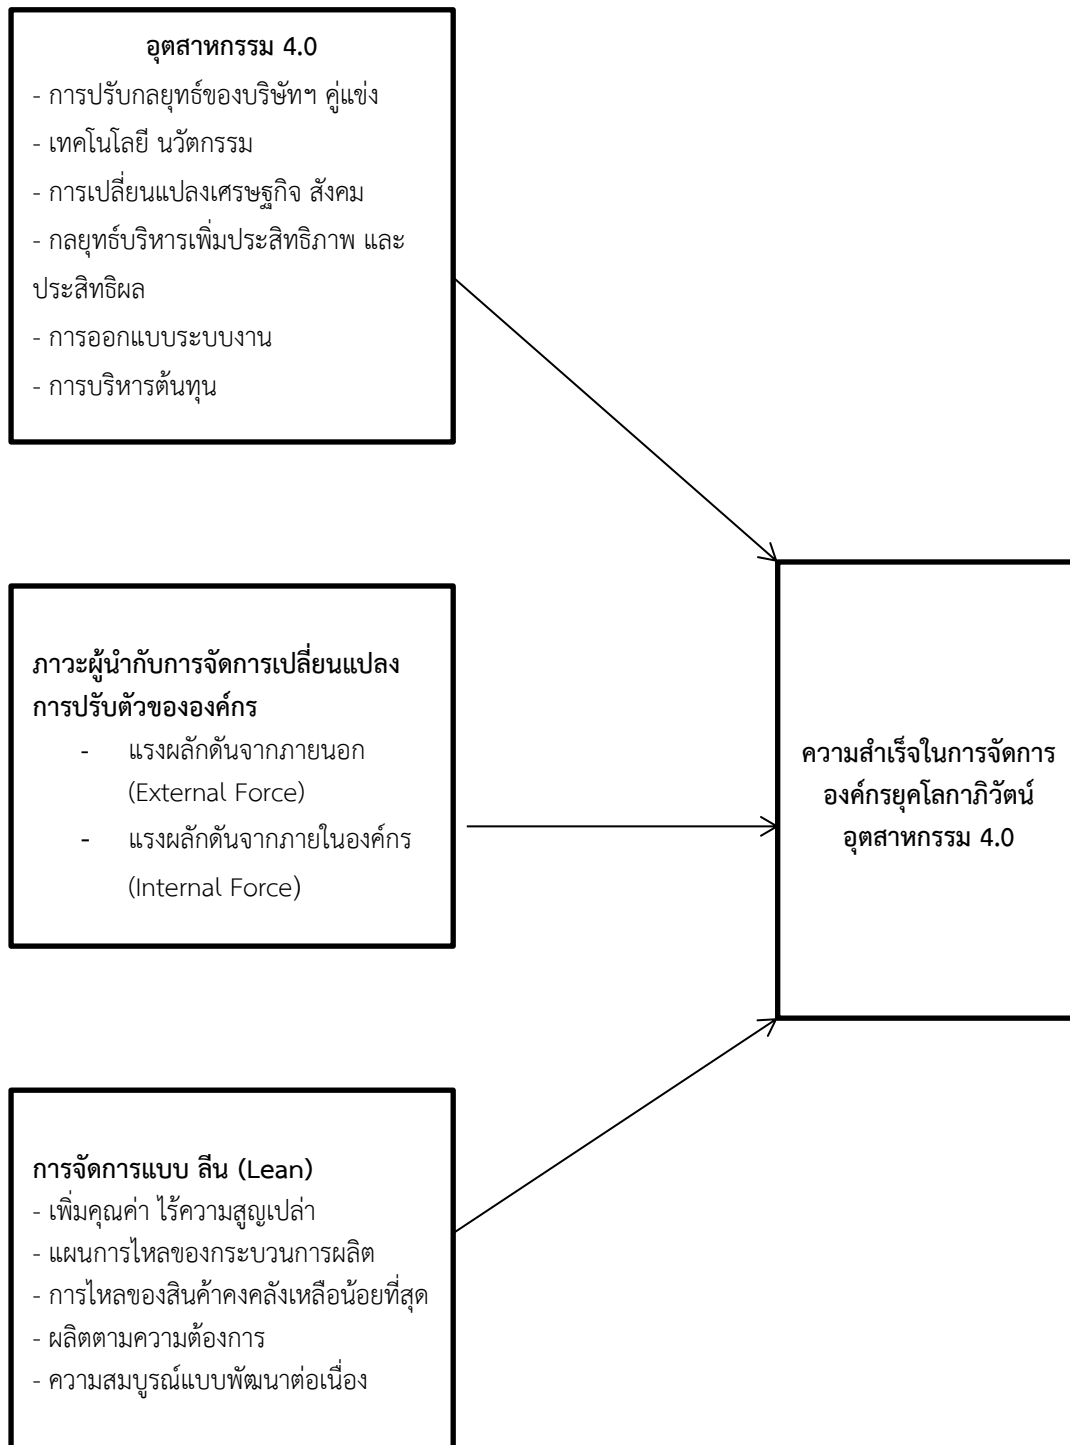 อุตสาหกรรม 4.0
- การปรับกลยุทธ์ของบริษัทฯ คู่แข่ง
- เทคโนโลยี นวัตกรรม
- การเปลี่ยนแปลงเศรษฐกิจ สังคม
- กลยุทธ์บริหารเพิ่มประสิทธิภาพ และ
ประสิทธิผล
- การออกแบบระบบงาน
- การบริหารต้นทุน
ภาวะผู้นำกับการจัดการเปลี่ยนแปลง
การปรับตัวขององค์กร
- แรงผลักดันจากภายนอก
(External Force)
- แรงผลักดันจากภายในองค์กร
(Internal Force)
ความสำเร็จในการจัดการ
องค์กรยุคโลกาภิวัตน์
อุตสาหกรรม 4.0
การจัดการแบบ ลีน (Lean)
- เพิ่มคุณค่า ไร้ความสูญเปล่า
- แผนการไหลของกระบวนการผลิต
- การไหลของสินค้าคงคลังเหลือน้อยที่สุด
- ผลิตตามความต้องการ
- ความสมบูรณ์แบบพัฒนาต่อเนื่อง